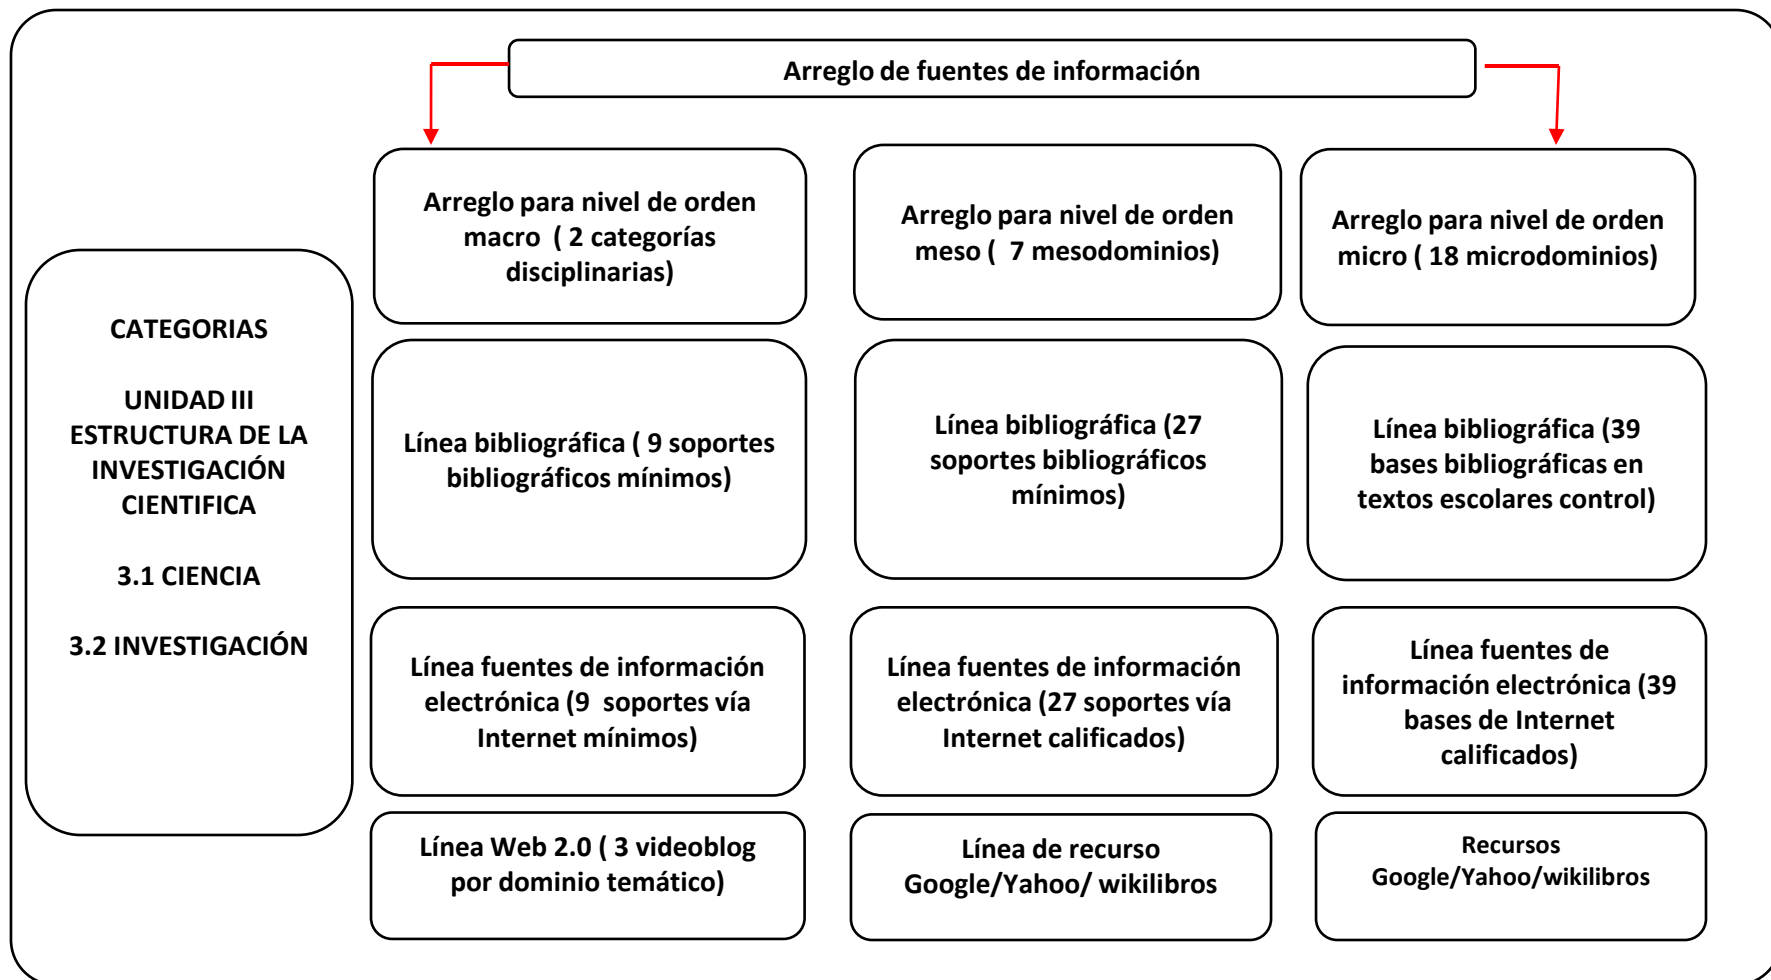 Arreglo de fuentes de información
Arreglo para nivel de orden
macro ( 2 categorías
disciplinarias)
Arreglo para nivel de orden
meso ( 7 mesodominios)
Arreglo para nivel de orden
micro ( 18 microdominios)
CATEGORIAS
UNIDAD III
ESTRUCTURA DE LA
INVESTIGACIÓN
CIENTIFICA
3.1 CIENCIA
3.2 INVESTIGACIÓN
Línea bibliográfica ( 9 soportes
bibliográficos mínimos)
Línea bibliográfica (27
soportes bibliográficos
mínimos)
Línea bibliográfica (39
bases bibliográficas en
textos escolares control)
Línea fuentes de información
electrónica (9 soportes vía
Internet mínimos)
Línea fuentes de información
electrónica (27 soportes vía
Internet calificados)
Línea fuentes de
información electrónica (39
bases de Internet
calificados)
Línea Web 2.0 ( 3 videoblog
por dominio temático)
Línea de recurso
Google/Yahoo/ wikilibros
Recursos
Google/Yahoo/wikilibros